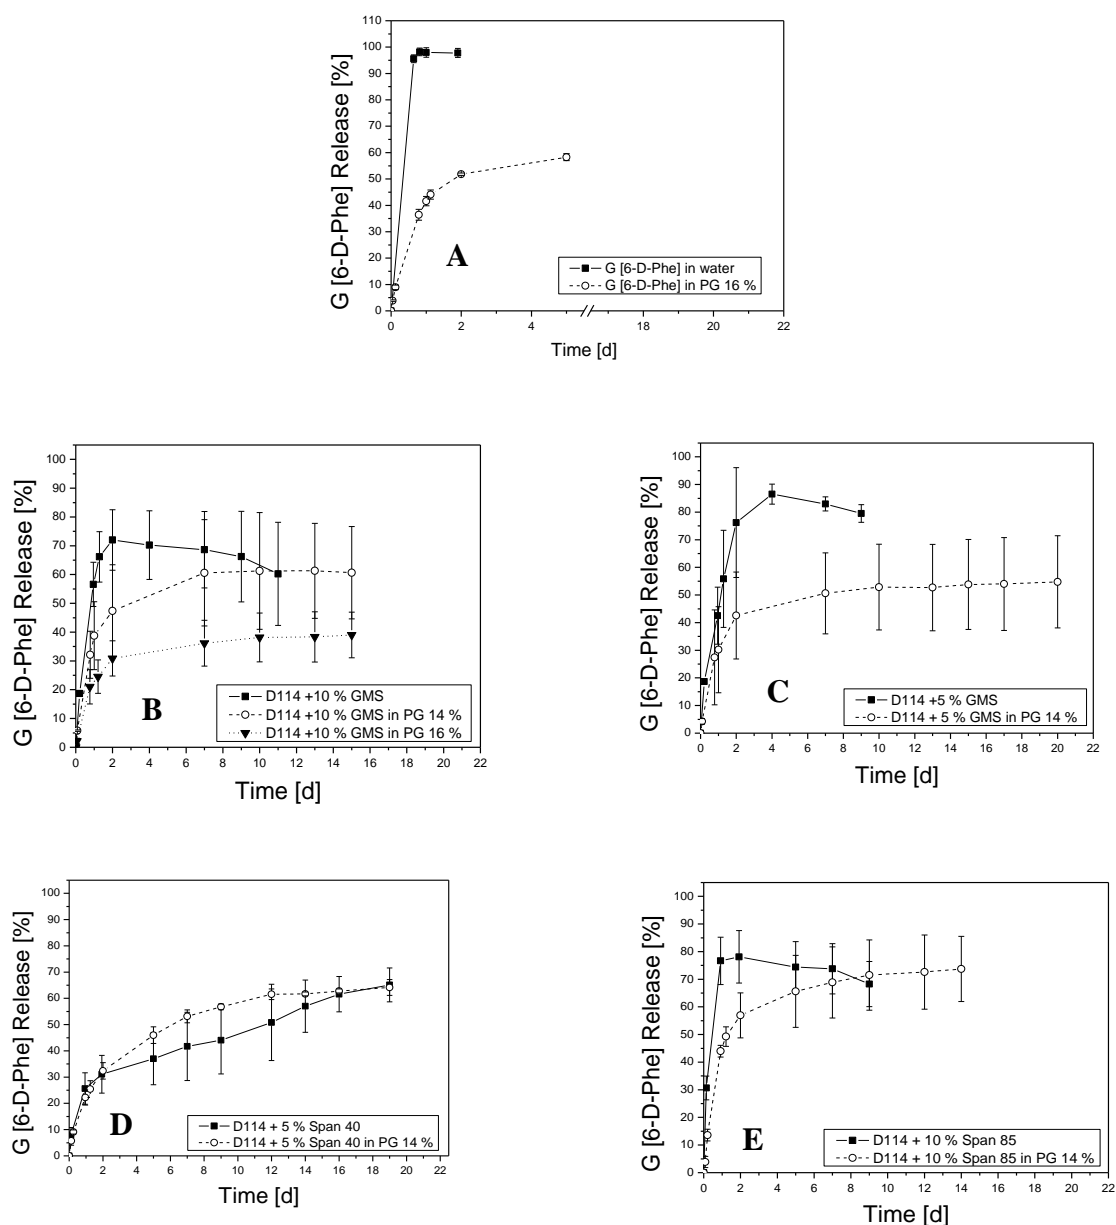 G [6-D-Phe] Release [%]
110
100
90
80
70
60
50
40
30
20
10
0
A
G [6-D-Phe] in water
G [6-D-Phe] in PG 16 %
0 2 4 18 20 22
Time [d]
G [6-D-Phe] Release [%]
100
90
80
70
60
50
40
30
20
10
0
B
D114 +10 % GMS
D114 +10 % GMS in PG 14 %
D114 +10 % GMS in PG 16 %
0 2 4 6 8 10 12 14 16 18 20 22
Time [d]
G [6-D-Phe] Release [%]
100
90
80
70
60
50
40
30
20
10
0
C
D114 +5 % GMS
D114 + 5 % GMS in PG 14 %
0 2 4 6 8 10 12 14 16 18 20 22
Time [d]
G [6-D-Phe] Release [%]
100
90
80
70
60
50
40
30
20
10
0
D
D114 + 5 % Span 40
D114 + 5 % Span 40 in PG 14 %
0 2 4 6 8 10 12 14 16 18 20 22
Time [d]
G [6-D-Phe] Release [%]
100
90
80
70
60
50
40
30
20
10
0
E
D114 + 10 % Span 85
D114 + 10 % Span 85 in PG 14 %
0 2 4 6 8 10 12 14 16 18 20 22
Time [d]